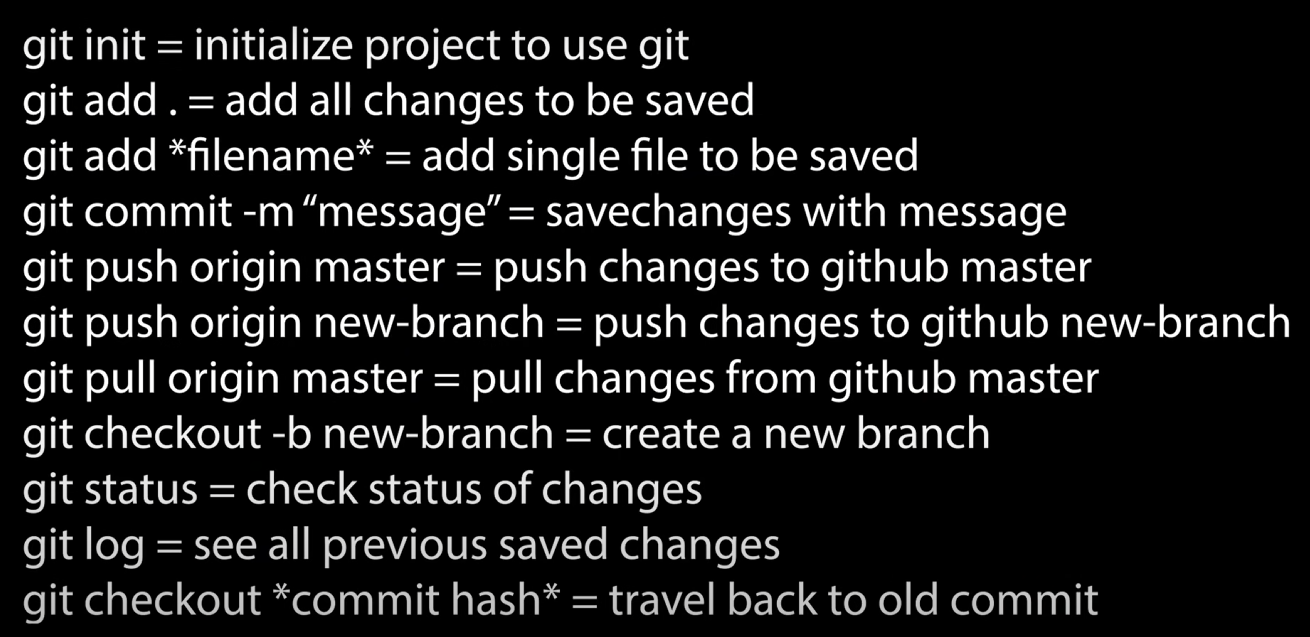 git init = initialize project to use git
git add . = add all changes to be saved
git add *filename* = add single file to be saved
git commit -m “message” = savechanges with message
git push origin master = push changes to github master
git push origin new-branch = push changes to github new-branch
git pull origin master = pull changes from github master
git checkout -b new-branch = create a new branch
git status = check status of changes
git log = see all previous saved changes
git checkout *commit hash* = travel back to old commit